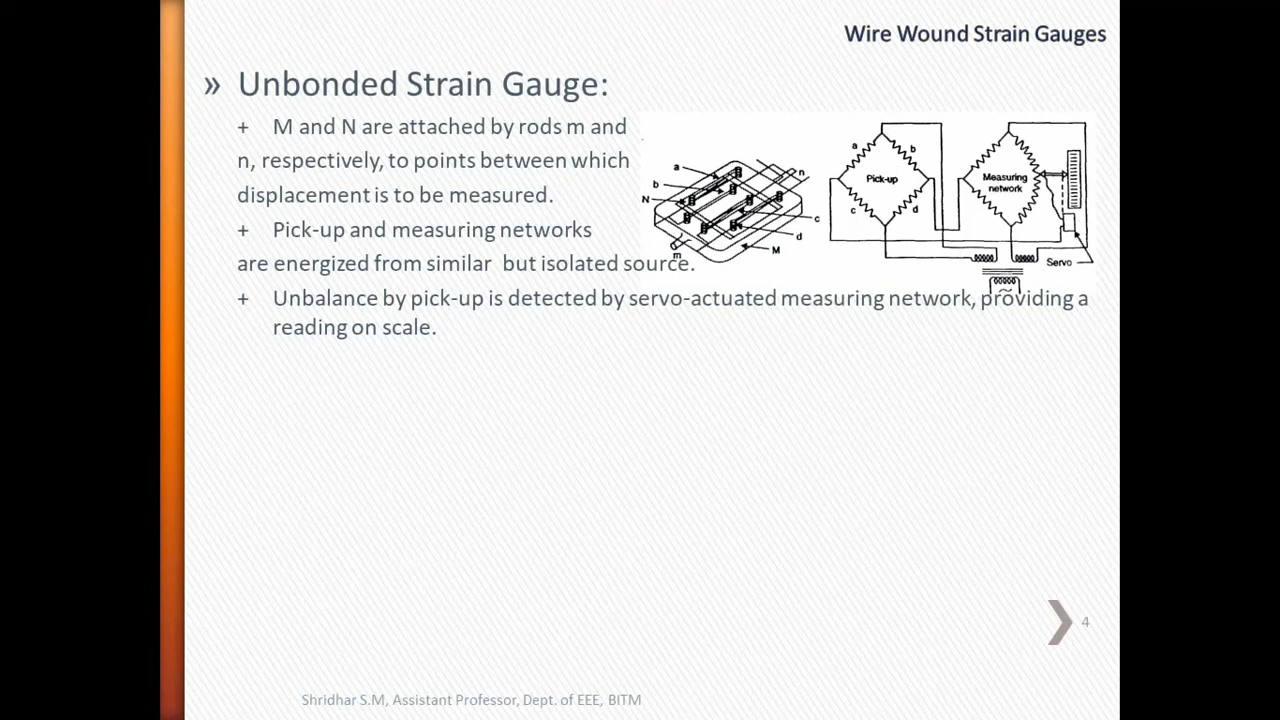 Wire Wound Strain Gauges
» Unbonded Strain Gauge:
+ M and N are attached by rods m and
n, respectively, to points between which
displacement is to be measured.
+ Pick-up and measuring networks
are energized from similar but isolated source.
+ Unbalance by pick-up is detected by servo-actuated measuring network, providing a
reading on scale.
a
b
N
n
c
d
M
m
a
b
Pick-up
c
d
Measuring
network
Servo
4
Shridhar S.M, Assistant Professor, Dept. of EEE, BITM